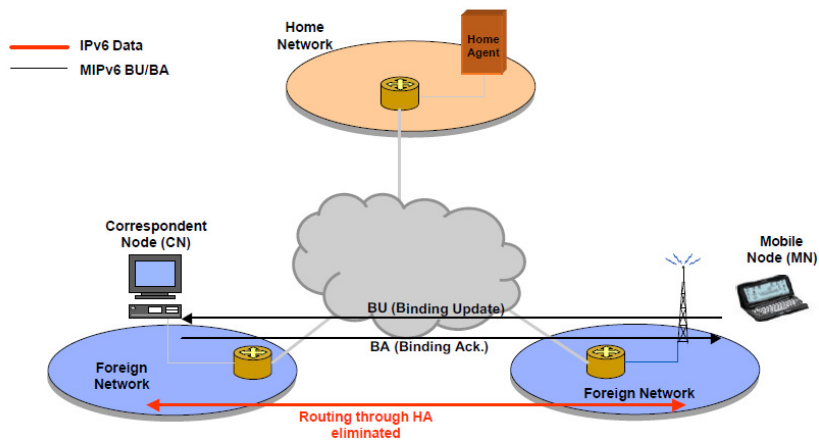 Home
Network
Home
Agent
IPv6 Data
MIPv6 BU/BA
Correspondent
Node (CN)
Mobile
Node (MN)
BU (Binding Update)
BA (Binding Ack.)
Foreign
Network
Foreign Network
Routing through HA
eliminated